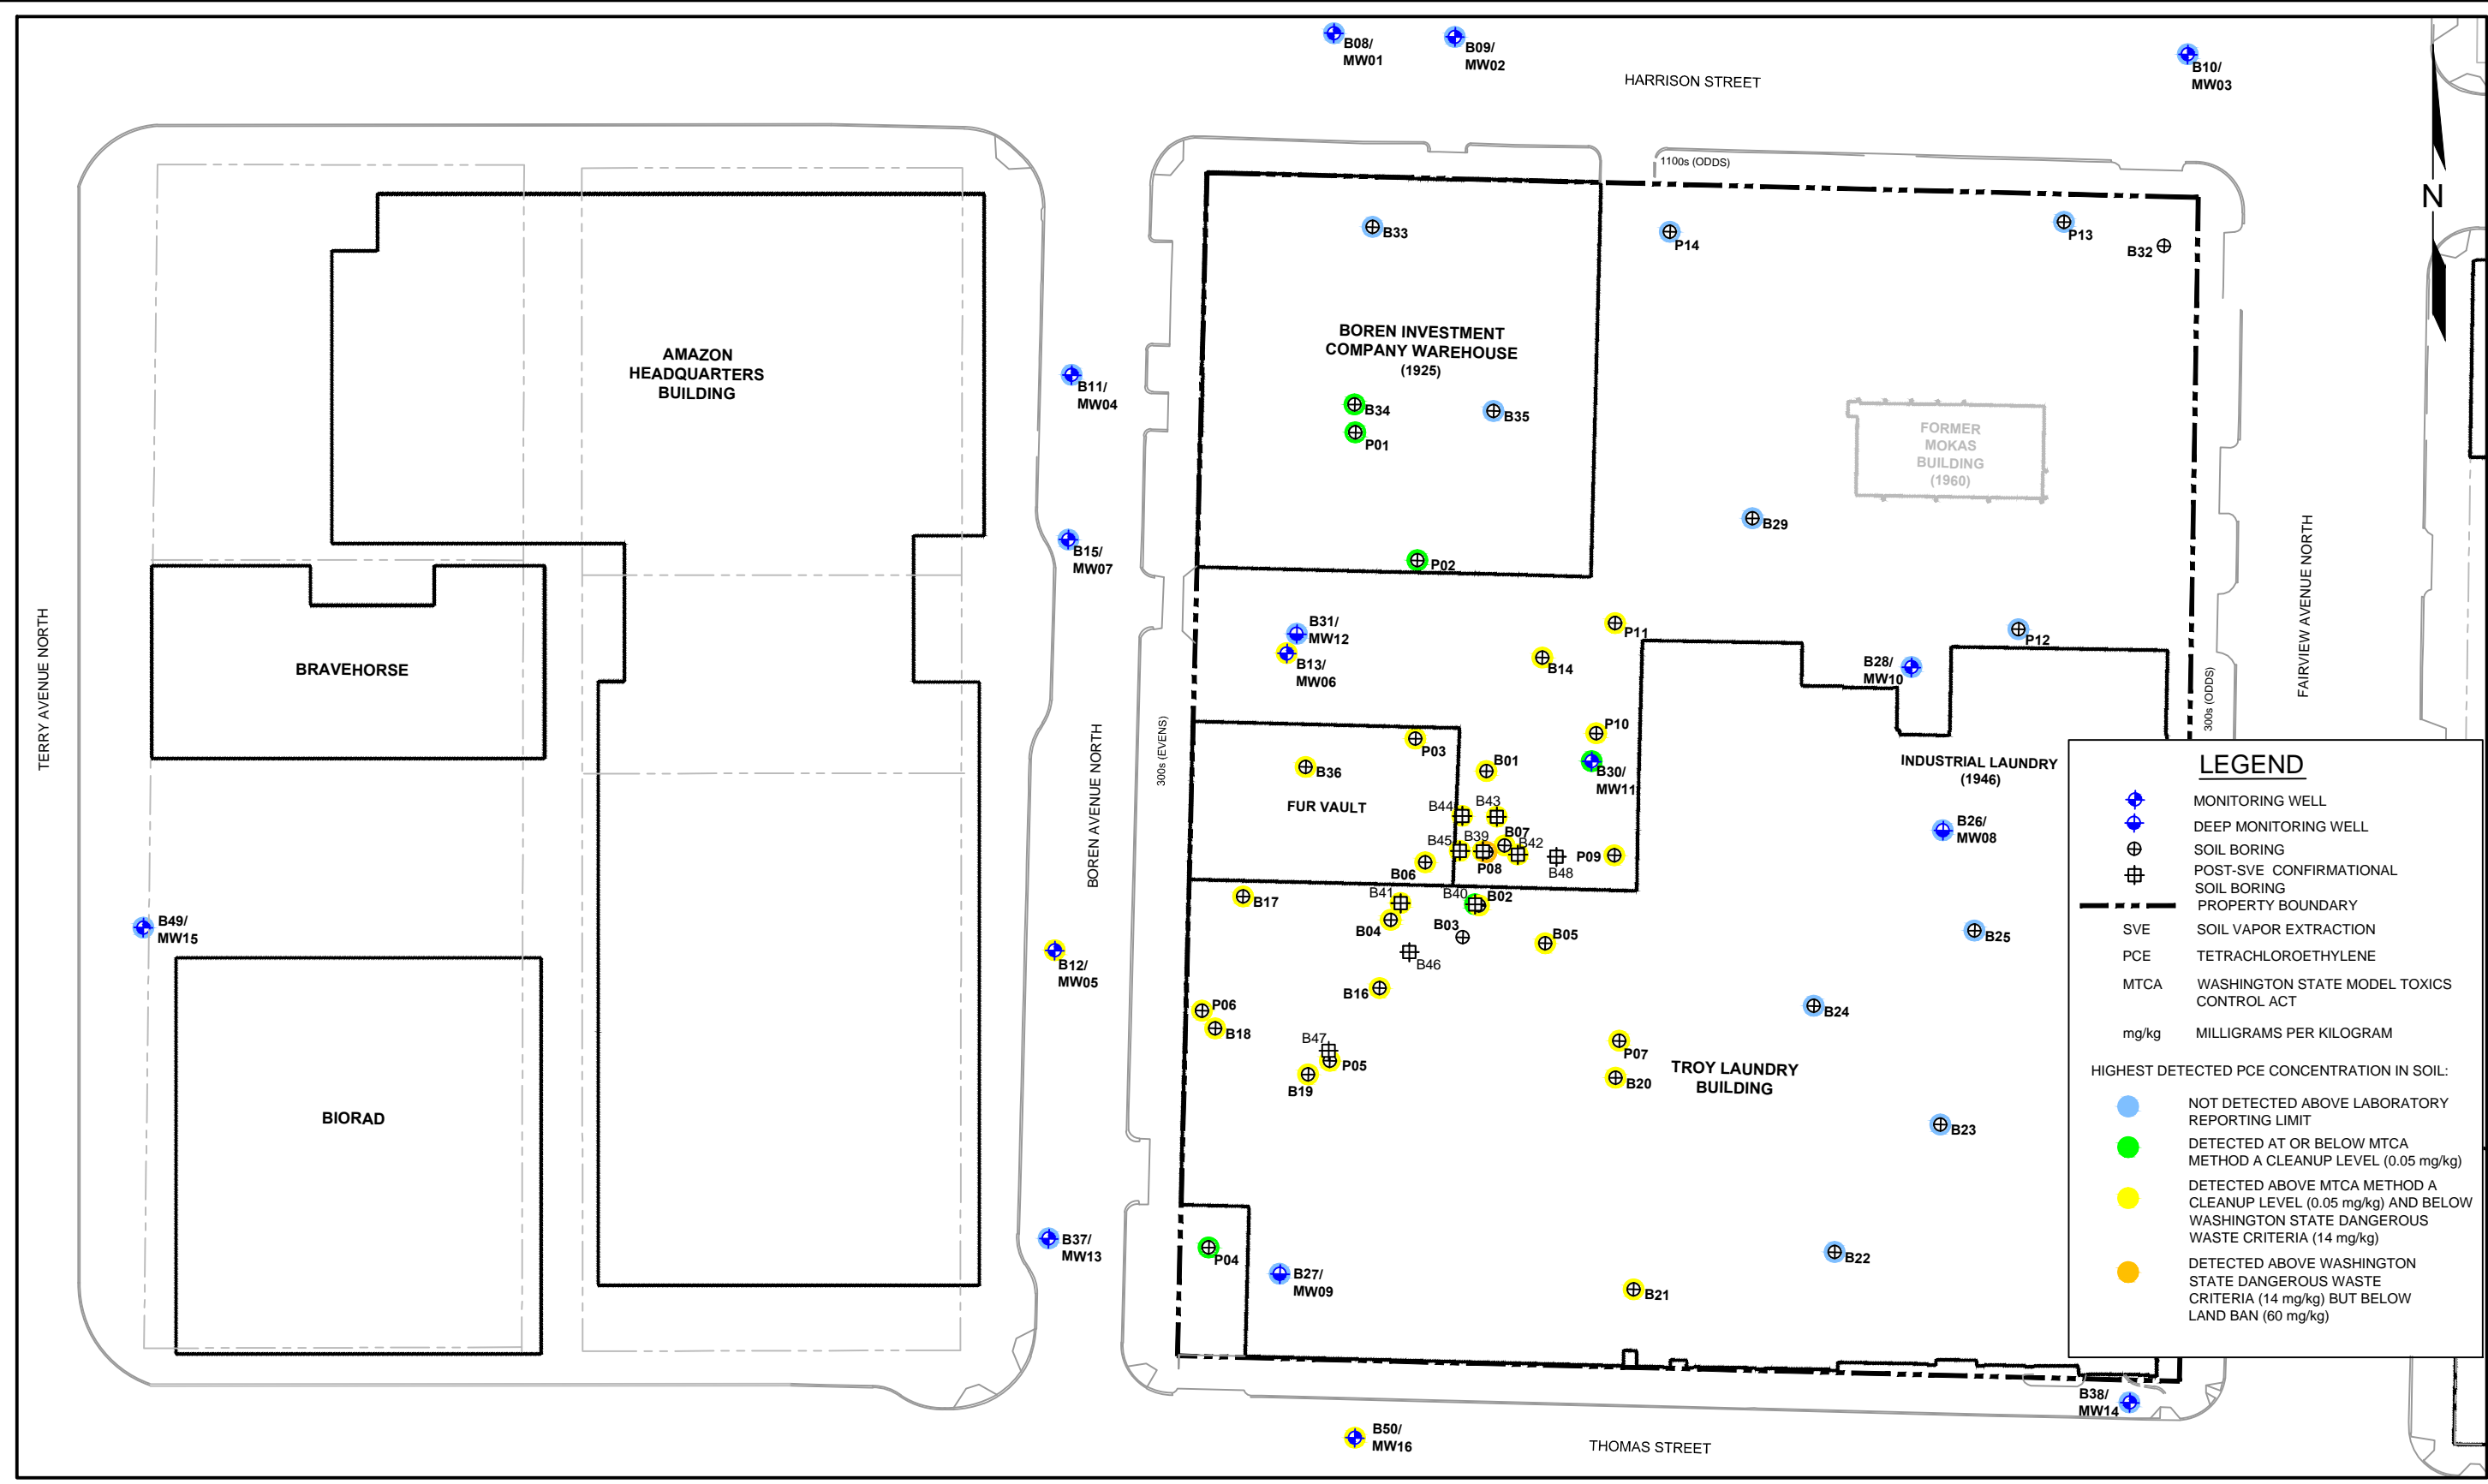 B08/
MW01
B09/
MW02
B10/
MW03
HARRISON STREET
1100s (ODDS)
N
B33
P14
P13
B32
BOREN INVESTMENT
COMPANY WAREHOUSE
(1925)
AMAZON
HEADQUARTERS
BUILDING
B11/
MW04
B34
B35
P01
FORMER
MOKAS
BUILDING
(1960)
B29
B15/
MW07
P02
FAIRVIEW AVENUE NORTH
TERRY AVENUE NORTH
BRAVEHORSE
B31/
MW12
B13/
MW06
P11
B14
P12
B28/
MW10
300s (ODDS)
300s (EVENS)
BOREN AVENUE NORTH
P10
P03
B36
B01
B30/
MW11
FUR VAULT
B44
B43
B45
B39
B07
B42
P08
B48
P09
B06
INDUSTRIAL LAUNDRY
(1946)
B26/
MW08
B17
B41
B40
B02
B04
B03
B05
B46
B25
B49/
MW15
B12/
MW05
B16
P06
B18
B24
B47
P05
B19
P07
B20
TROY LAUNDRY
BUILDING
BIORAD
B23
B37/
MW13
P04
B27/
MW09
B22
B21
B38/
MW14
B50/
MW16
THOMAS STREET
LEGEND
MONITORING WELL
DEEP MONITORING WELL
SOIL BORING
POST-SVE CONFIRMATIONAL
SOIL BORING
PROPERTY BOUNDARY
SVE SOIL VAPOR EXTRACTION
PCE TETRACHLOROETHYLENE
MTCA WASHINGTON STATE MODEL TOXICS
CONTROL ACT
mg/kg MILLIGRAMS PER KILOGRAM
HIGHEST DETECTED PCE CONCENTRATION IN SOIL:
NOT DETECTED ABOVE LABORATORY
REPORTING LIMIT
DETECTED AT OR BELOW MTCA
METHOD A CLEANUP LEVEL (0.05 mg/kg)
DETECTED ABOVE MTCA METHOD A
CLEANUP LEVEL (0.05 mg/kg) AND BELOW
WASHINGTON STATE DANGEROUS
WASTE CRITERIA (14 mg/kg)
DETECTED ABOVE WASHINGTON
STATE DANGEROUS WASTE
CRITERIA (14 mg/kg) BUT BELOW
LAND BAN (60 mg/kg)